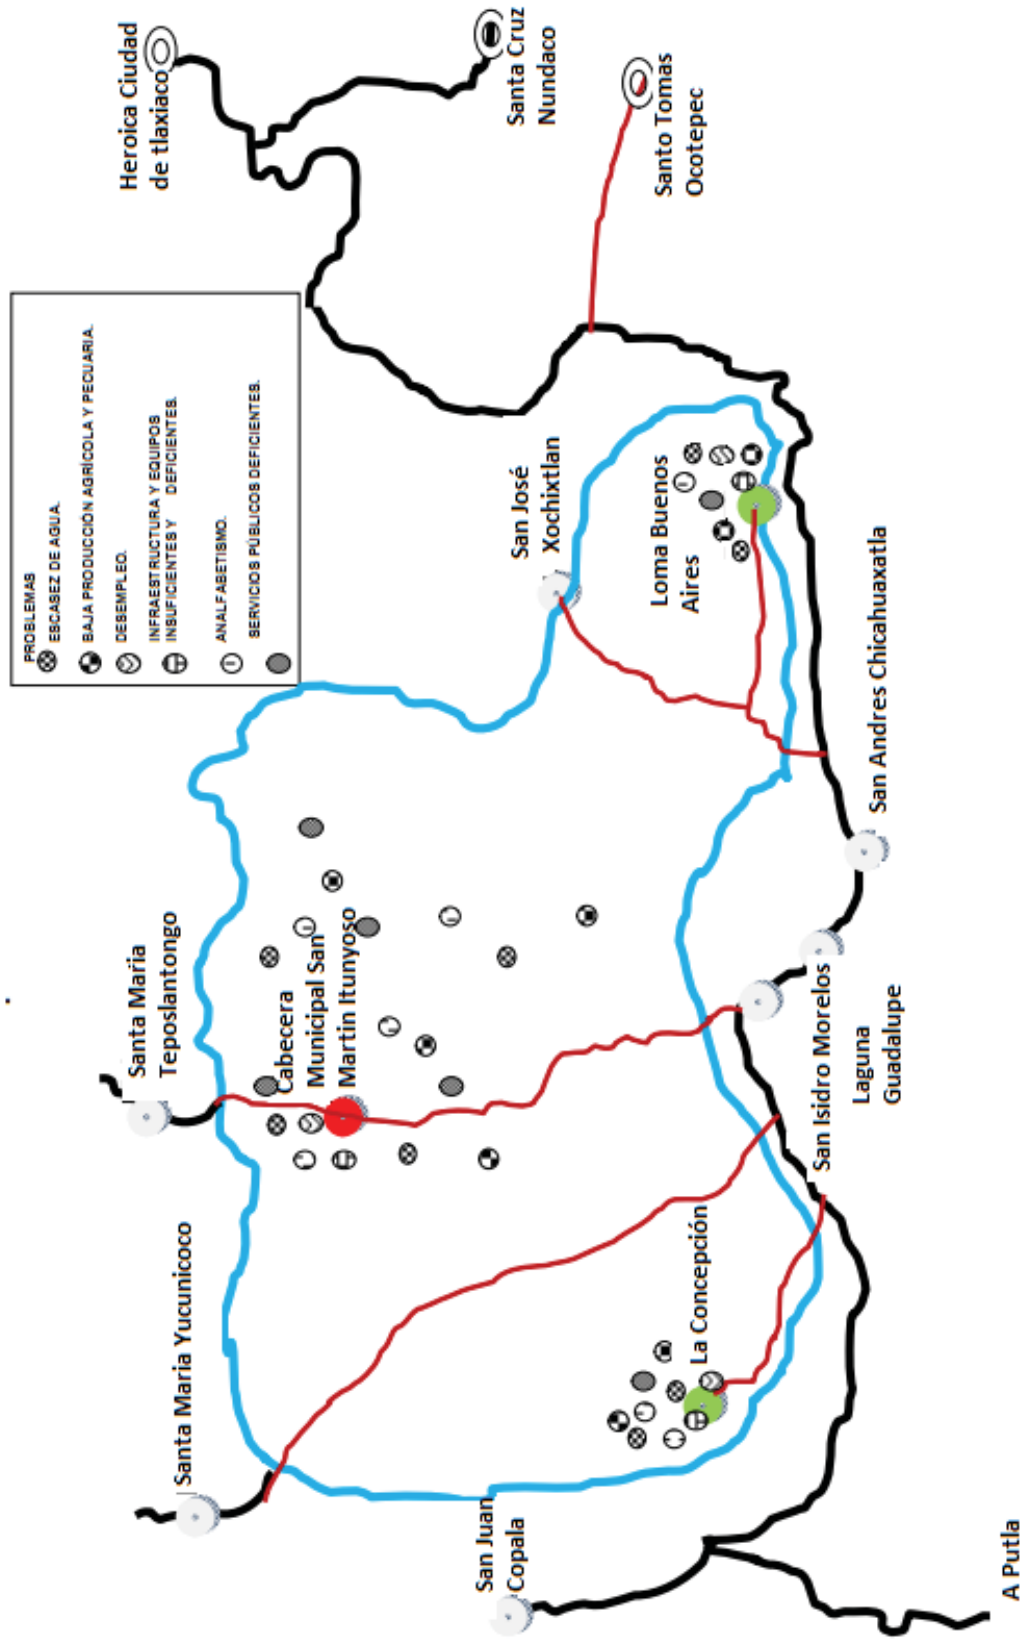 PROBLEMAS
ESCASEZ DE AGUA.
BAJA PRODUCCIÓN AGRÍCOLA Y PECUARIA.
DESEMPLEO.
INFRAESTRUCTURA Y EQUIPOS
INSUFICIENTES Y DEFICIENTES.
ANALFABETISMO.
SERVICIOS PÚBLICOS DEFICIENTES.
Santa Maria Yucunicoco
Santa Maria
Teposlantongo
Heroica Ciudad
de tlaxiaco
Cabecera
Municipal San
Martin Itunyoso
San Juan
Copala
San José
Xochixtlan
Santa Cruz
Nundaco
La Concepción
Loma Buenos
Aires
Santo Tomas
Ocotepec
San Isidro Morelos
Laguna
Guadalupe
San Andres Chicahuaxatla
A Putla